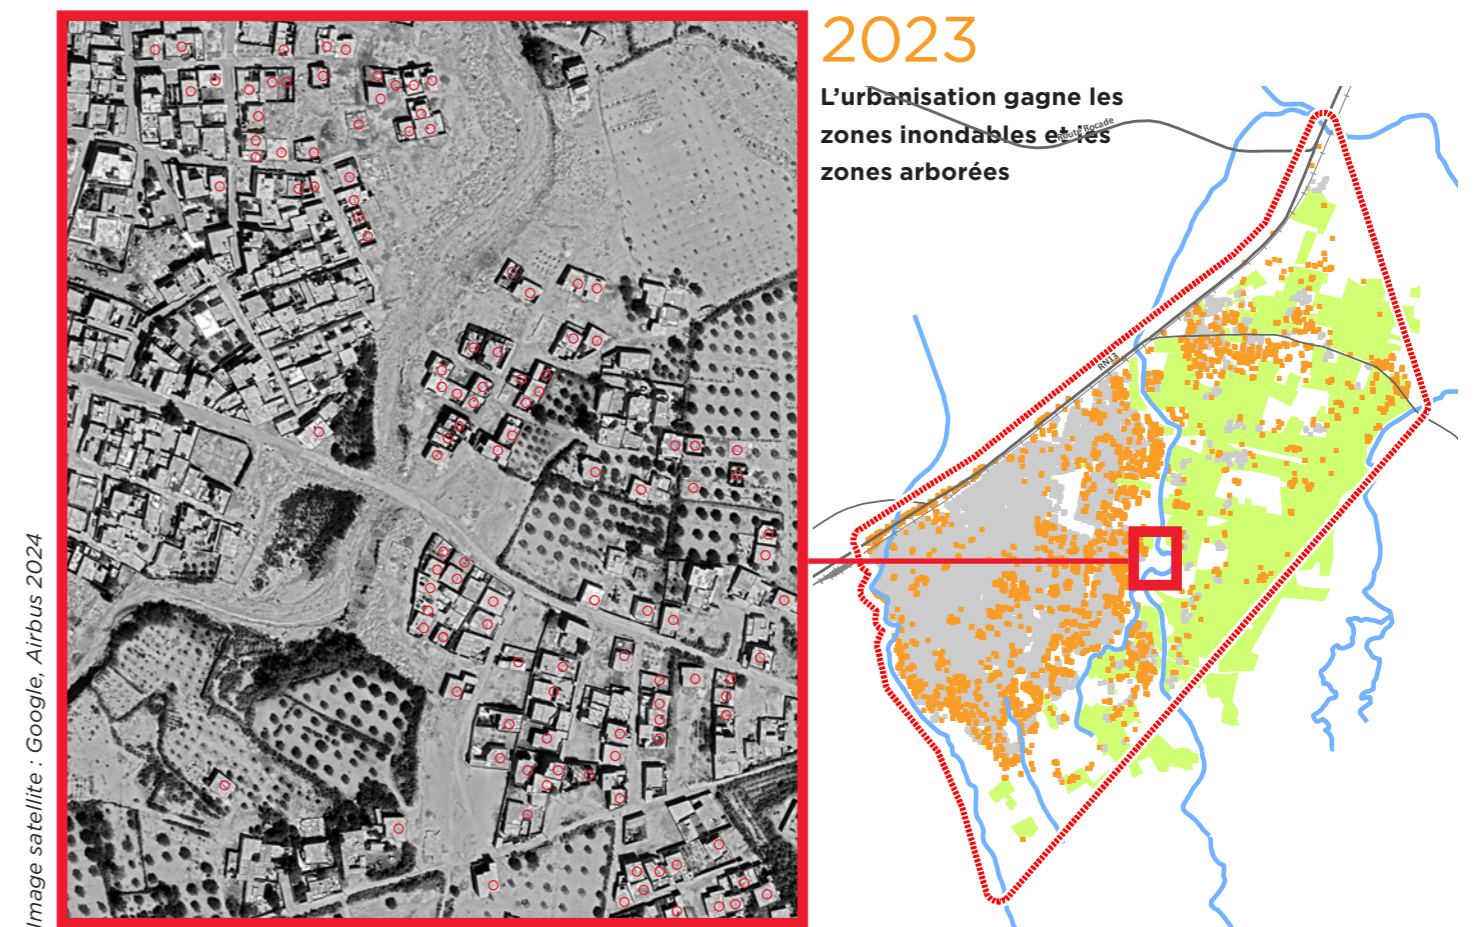 2023
L'urbanisation gagne les
zones inondables et les
zones arborées
Route Rocade
RN13
Image satellite : Google, Airbus 2024